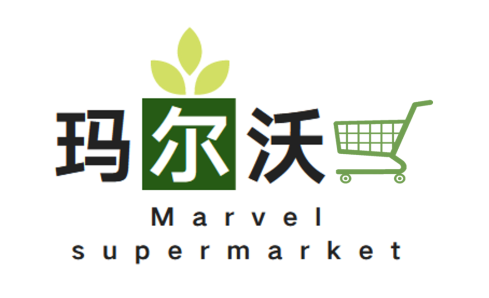 玛尔沃
Marvel
supermarket